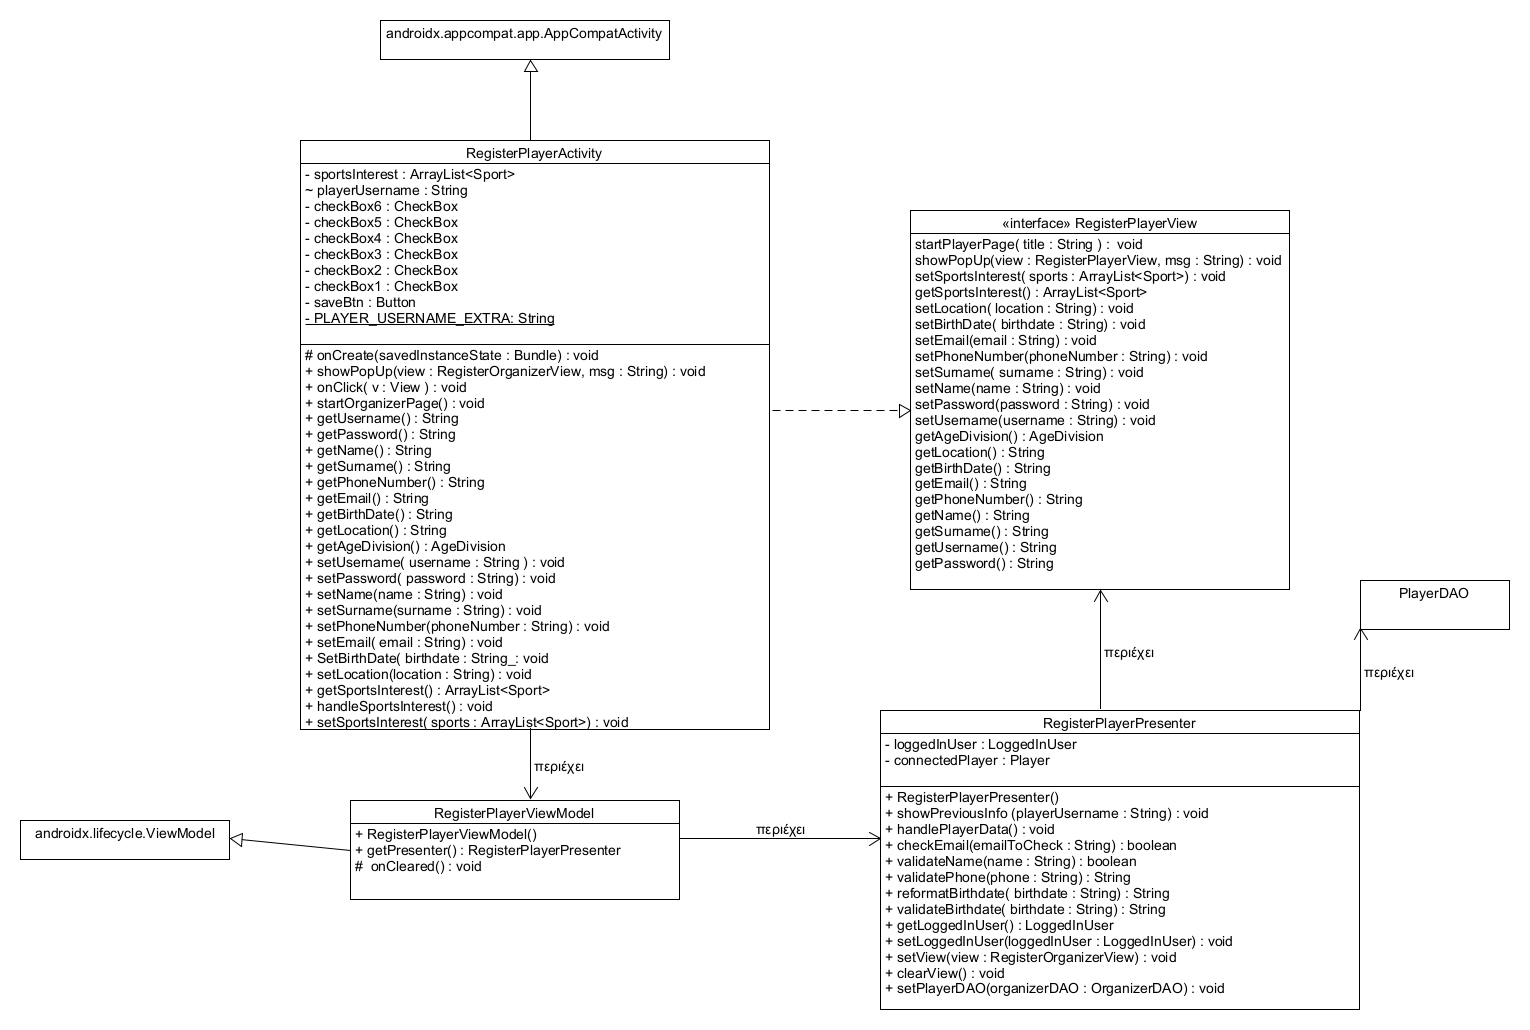 androidx.appcompat.app.AppCompatActivity
RegisterPlayerActivity
- sportsInterest : ArrayList<Sport>
~ playerUsername : String
- checkBox6 : CheckBox
- checkBox5 : CheckBox
- checkBox4 : CheckBox
- checkBox3 : CheckBox
- checkBox2 : CheckBox
- checkBox1 : CheckBox
- saveBtn : Button
- PLAYER_USERNAME_EXTRA: String
# onCreate(savedInstanceState : Bundle) : void
+ showPopUp(view : RegisterOrganizerView, msg : String) : void
+ onClick( v : View ) : void
+ startOrganizerPage() : void
+ getUsername() : String
+ getPassword() : String
+ getName() : String
+ getSurname() : String
+ getPhoneNumber() : String
+ getEmail() : String
+ getBirthDate() : String
+ getLocation() : String
+ getAgeDivision() : AgeDivision
+ setUsername( username : String ) : void
+ setPassword( password : String) : void
+ setName(name : String) : void
+ setSurname(surname : String) : void
+ setPhoneNumber(phoneNumber : String) : void
+ setEmail( email : String) : void
+ SetBirthDate( birthdate : String_: void
+ setLocation(location : String) : void
+ getSportsInterest() : ArrayList<Sport>
+ handleSportsInterest() : void
+ setSportsInterest( sports : ArrayList<Sport>) : void
«interface» RegisterPlayerView
startPlayerPage( title : String ) :  void
showPopUp(view : RegisterPlayerView, msg : String) : void
setSportsInterest( sports : ArrayList<Sport>) : void
getSportsInterest() : ArrayList<Sport>
setLocation( location : String) : void
setBirthDate( birthdate : String) : void
setEmail(email : String) : void
setPhoneNumber(phoneNumber : String) : void
setSurname( surname : String) : void
setName(name : String) : void
setPassword(password : String) : void
setUsername(username : String) : void
getAgeDivision() : AgeDivision
getLocation() : String
getBirthDate() : String
getEmail() : String
getPhoneNumber() : String
getName() : String
getSurname() : String
getUsername() : String
getPassword() : String
PlayerDAO
περιέχει
περιέχει
περιέχει
περιέχει
androidx.lifecycle.ViewModel
RegisterPlayerViewModel
+ RegisterPlayerViewModel()
+ getPresenter() : RegisterPlayerPresenter
#  onCleared() : void
RegisterPlayerPresenter
- loggedInUser : LoggedInUser
- connectedPlayer : Player
+ RegisterPlayerPresenter()
+ showPreviousInfo (playerUsername : String) : void
+ handlePlayerData() : void
+ checkEmail(emailToCheck : String) : boolean
+ validateName(name : String) : boolean
+ validatePhone(phone : String) : String
+ reformatBirthdate( birthdate : String) : String
+ validateBirthdate( birthdate : String) : String
+ getLoggedInUser() : LoggedInUser
+ setLoggedInUser(loggedInUser : LoggedInUser) : void
+ setView(view : RegisterOrganizerView) : void
+ clearView() : void
+ setPlayerDAO(organizerDAO : OrganizerDAO) : void